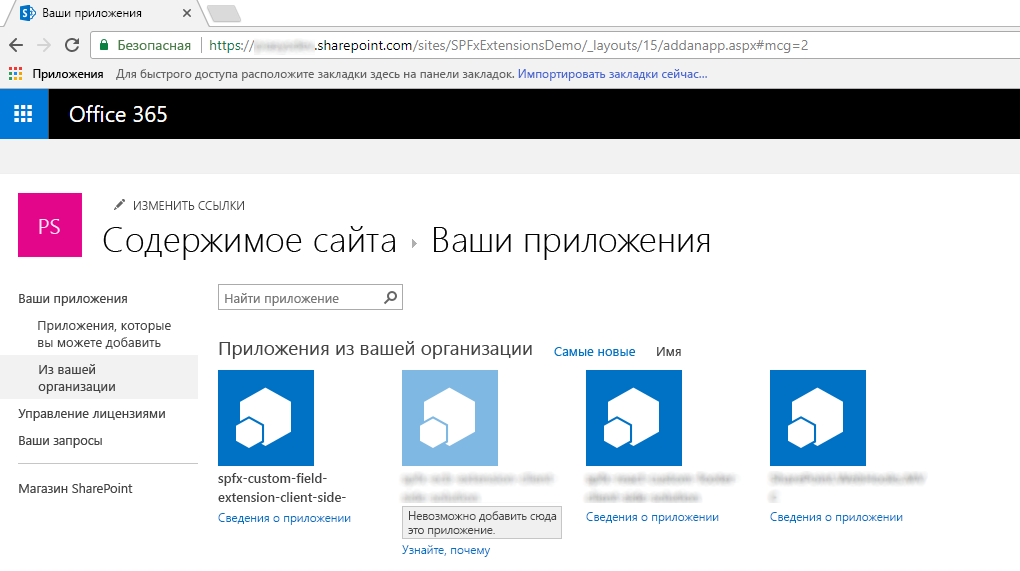 Ваши приложения
Безопасная https:// .sharepoint.com/sites/SPFxExtensionsDemo/_layouts/15/addanapp.aspx#mcg=2
Приложения Для быстрого доступа расположите закладки здесь на панели закладок. Импортировать закладки сейчас...
Office 365
PS
ИЗМЕНИТЬ ССЫЛКИ
Содержимое сайта Ваши приложения
Ваши приложения
Приложения, которые
вы можете добавить
Из вашей
организации
Управление лицензиями
Ваши запросы
Магазин SharePoint
Найти приложение
Приложения из вашей организации Самые новые Имя
spfx-custom-field-
extension-client-side-
Сведения о приложении
Невозможно добавить сюда
это приложение.
Узнайте, почему
Сведения о приложении
Сведения о приложении